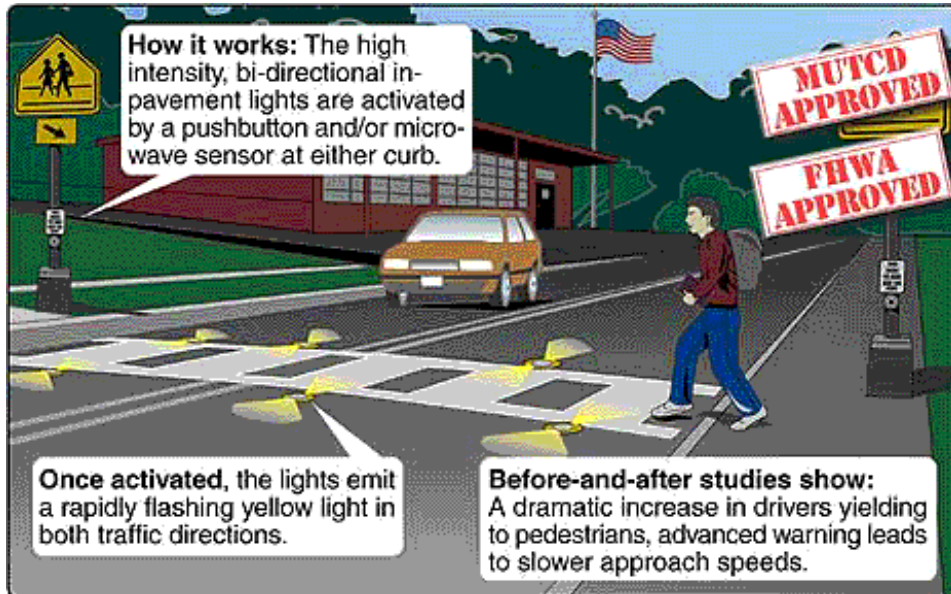 How it works: The high
intensity, bi-directional in-
pavement lights are activated
by a pushbutton and/or micro-
wave sensor at either curb.
MUTCD
APPROVED
FHWA
APPROVED
Once activated, the lights emit
a rapidly flashing yellow light in
both traffic directions.
Before-and-after studies show:
A dramatic increase in drivers yielding
to pedestrians, advanced warning leads
to slower approach speeds.